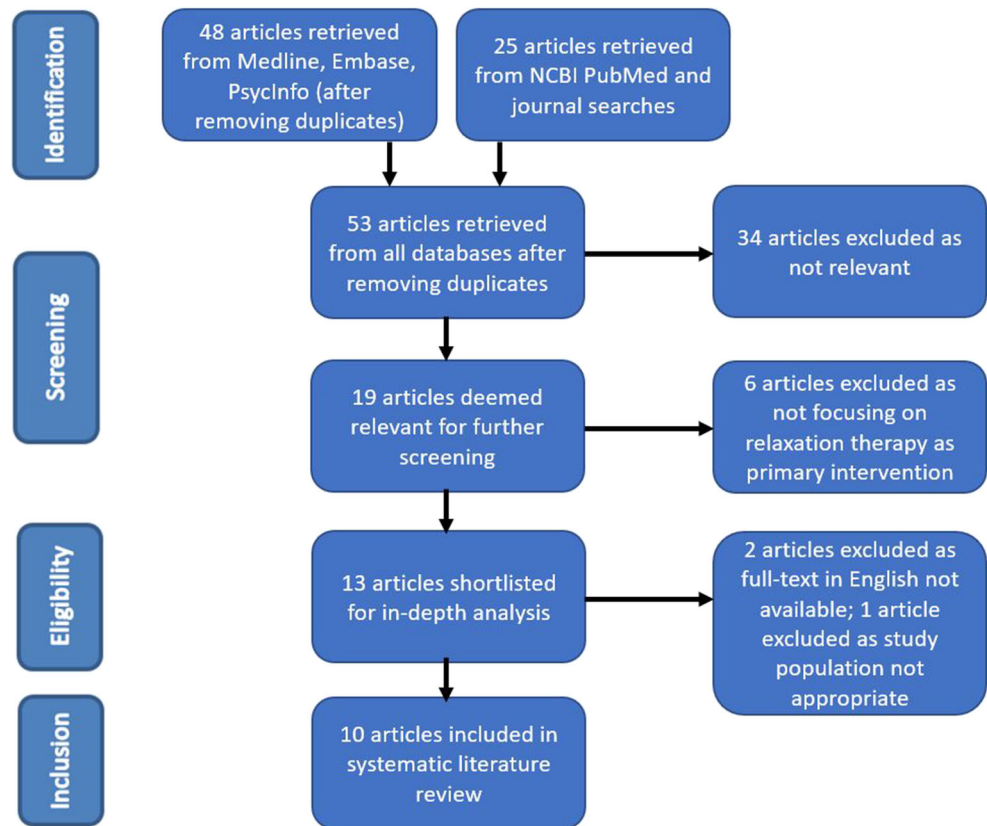 Identification
48 articles retrieved
from Medline, Embase,
PsycInfo (after
removing duplicates)
25 articles retrieved
from NCBI PubMed and
journal searches
Screening
53 articles retrieved
from all databases after
removing duplicates
34 articles excluded as
not relevant
19 articles deemed
relevant for further
screening
6 articles excluded as
not focusing on
relaxation therapy as
primary intervention
Eligibility
13 articles shortlisted
for in-depth analysis
2 articles excluded as
full-text in English not
available; 1 article
excluded as study
population not
appropriate
Inclusion
10 articles included in
systematic literature
review